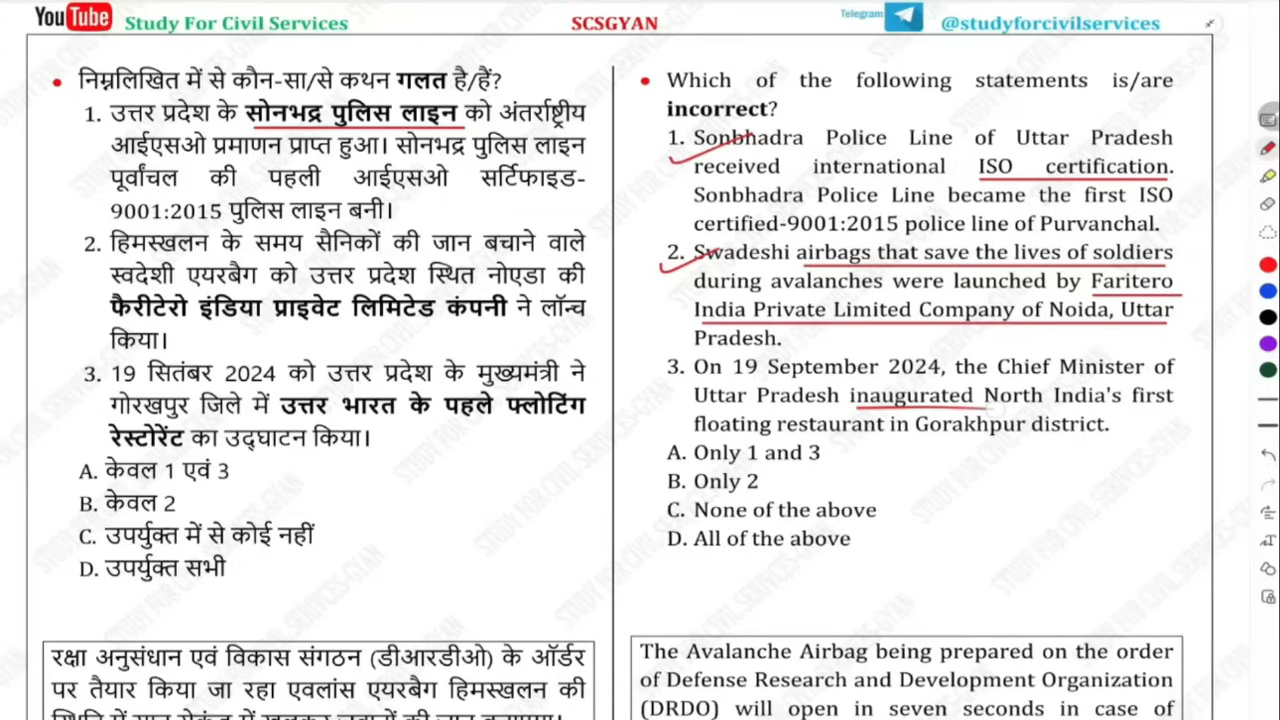 YouTube Study For Civil Services SCSGYAN Telegram @studyforcivilservices
• निम्नलिखित में से कौन-सा/से कथन गलत है/हैं?
1. उत्तर प्रदेश के सोनभद्र पुलिस लाइन को अंतर्राष्ट्रीय
आईएसओ प्रमाणन प्राप्त हुआ। सोनभद्र पुलिस लाइन
पूर्वांचल की पहली आईएसओ सर्टिफाइड-
9001:2015 पुलिस लाइन बनी।
2. हिमस्खलन के समय सैनिकों की जान बचाने वाले
स्वदेशी एयरबैग को उत्तर प्रदेश स्थित नोएडा की
फैरीटेरो इंडिया प्राइवेट लिमिटेड कंपनी ने लॉन्च
किया।
3. 19 सितंबर 2024 को उत्तर प्रदेश के मुख्यमंत्री ने
गोरखपुर जिले में उत्तर भारत के पहले फ्लोटिंग
रेस्टोरेंट का उद्घाटन किया।
A. केवल 1 एवं 3
B. केवल 2
C. उपर्युक्त में से कोई नहीं
D. उपर्युक्त सभी
रक्षा अनुसंधान एवं विकास संगठन (डीआरडीओ) के ऑर्डर
पर तैयार किया जा रहा एवलांस एयरबैग हिमस्खलन की
• Which of the following statements is/are
incorrect?
1. Sonbhadra Police Line of Uttar Pradesh
received international ISO certification.
Sonbhadra Police Line became the first ISO
certified-9001:2015 police line of Purvanchal.
2. Swadeshi airbags that save the lives of soldiers
during avalanches were launched by Faritero
India Private Limited Company of Noida, Uttar
Pradesh.
3. On 19 September 2024, the Chief Minister of
Uttar Pradesh inaugurated North India's first
floating restaurant in Gorakhpur district.
A. Only 1 and 3
B. Only 2
C. None of the above
D. All of the above
The Avalanche Airbag being prepared on the order
of Defense Research and Development Organization
(DRDO) will open in seven seconds in case of